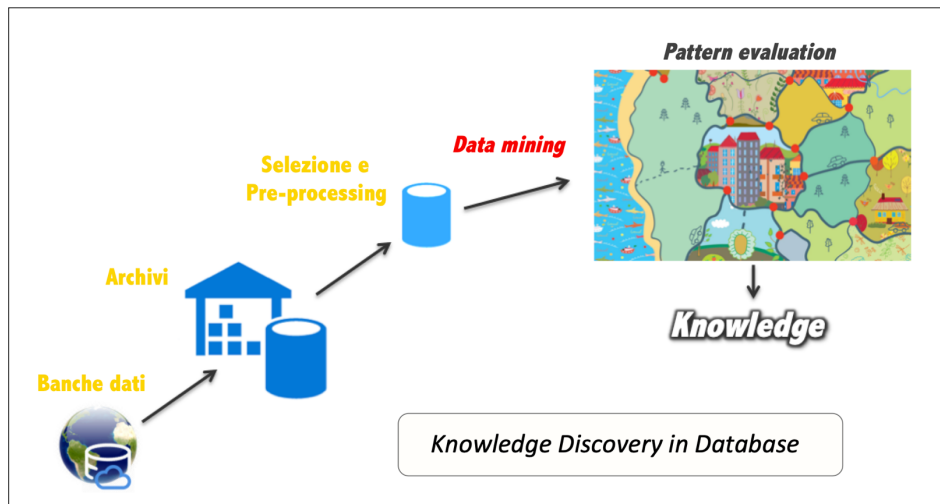 Pattern evaluation
Data mining
Selezione e
Pre-processing
Archivi
Knowledge
Banche dati
Knowledge Discovery in Database